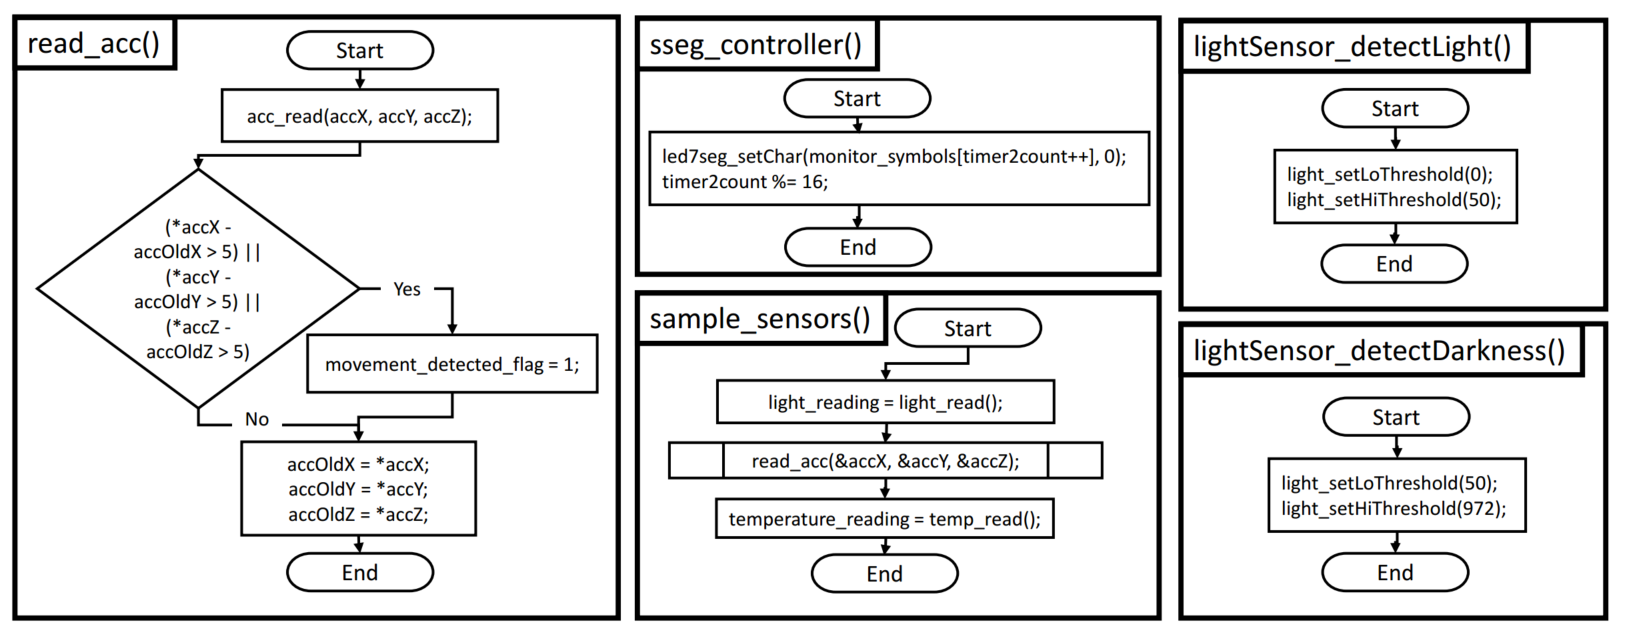 read_acc()
Start
acc_read(accX, accY, accZ);
(*accX -
accOldX > 5) ||
(*accY -
accOldY > 5) ||
(*accZ -
accOldZ > 5)
Yes
movement_detected_flag = 1;
No
accOldX = *accX;
accOldY = *accY;
accOldZ = *accZ;
End
sseg_controller()
Start
led7seg_setChar(monitor_symbols[timer2count++], 0);
timer2count %= 16;
End
sample_sensors()
Start
light_reading = light_read();
read_acc(&accX, &accY, &accZ);
temperature_reading = temp_read();
End
lightSensor_detectLight()
Start
light_setLoThreshold(0);
light_setHiThreshold(50);
End
lightSensor_detectDarkness()
Start
light_setLoThreshold(50);
light_setHiThreshold(972);
End